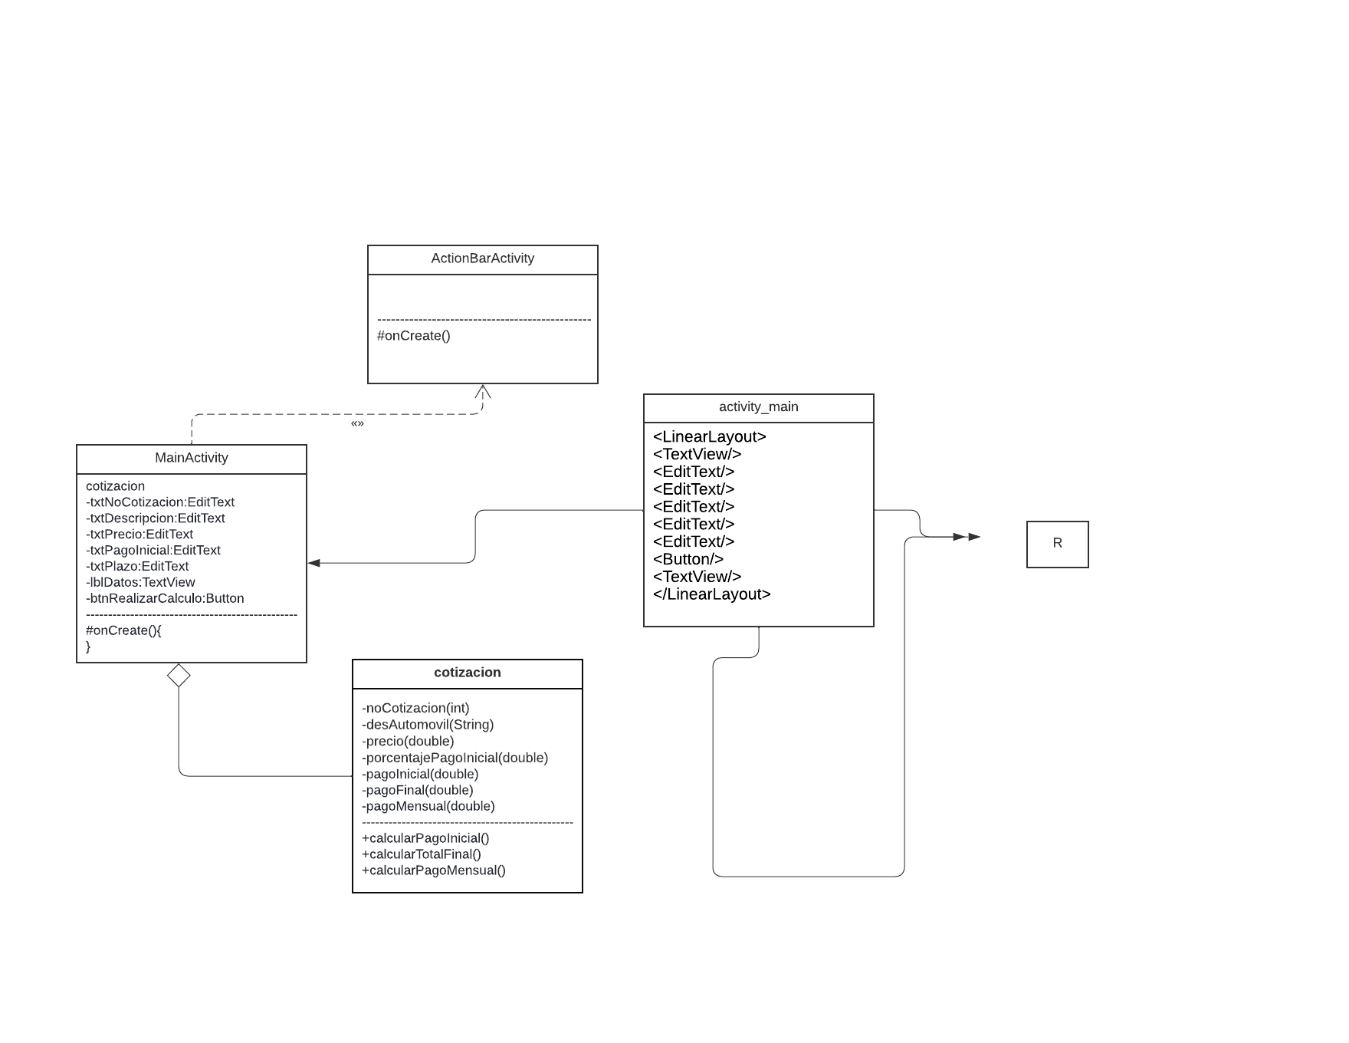 ActionBarActivity
#onCreate()
«»
MainActivity
cotizacion
-txtNoCotizacion:EditText
-txtDescripcion:EditText
-txtPrecio:EditText
-txtPagoInicial:EditText
-txtPlazo:EditText
-lblDatos:TextView
-btnRealizarCalculo:Button
#onCreate(){
}
activity_main
<LinearLayout>
<TextView/>
<EditText/>
<EditText/>
<EditText/>
<EditText/>
<EditText/>
<Button/>
<TextView/>
</LinearLayout>
R
cotizacion
-noCotizacion(int)
-desAutomovil(String)
-precio(double)
-porcentajePagoInicial(double)
-pagoInicial(double)
-pagoFinal(double)
-pagoMensual(double)
+calcularPagoInicial()
+calcularTotalFinal()
+calcularPagoMensual()